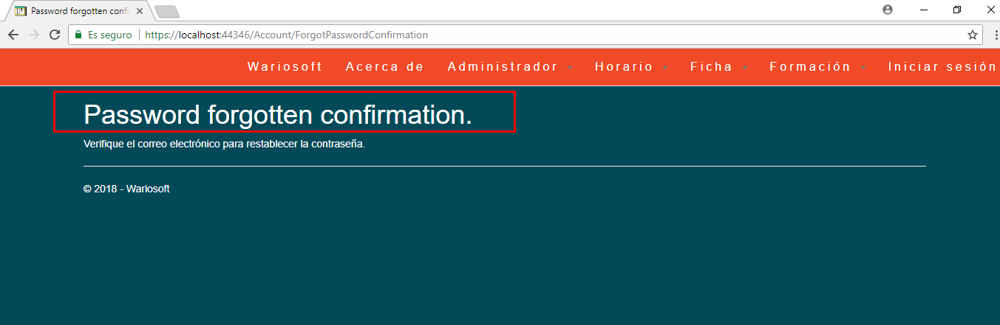 Password forgotten confi
Es seguro
https://localhost:44346/Account/ForgotPasswordConfirmation
Wariosoft Acerca de Administrador Horario Ficha Formación Iniciar sesión
Password forgotten confirmation.
Verifique el correo electrónico para restablecer la contraseña.
© 2018 - Wariosoft